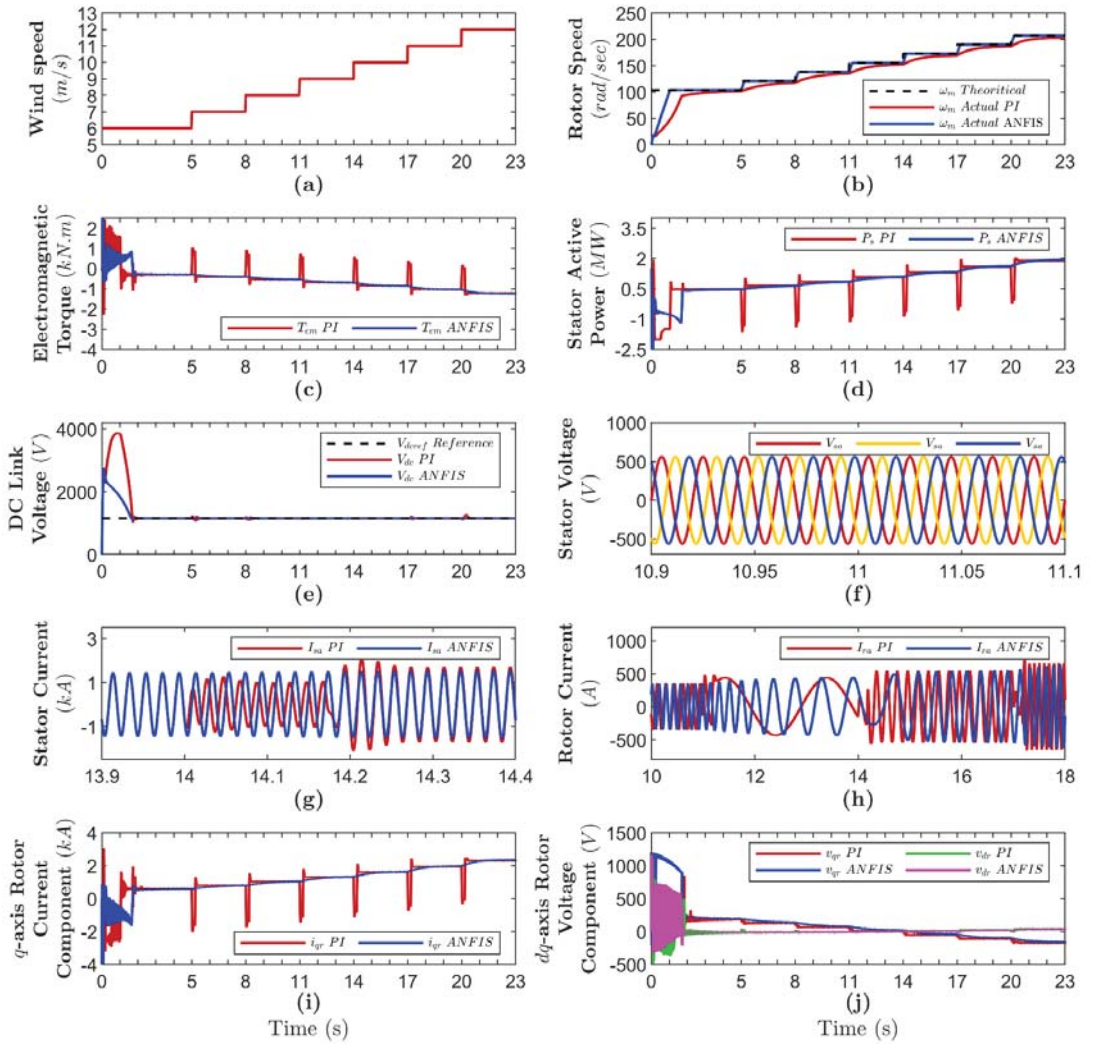 Wind speed
(m/s)
12
11
10
9
8
7
6
5
0 5 8 11 14 17 20 23
(a)
Rotor Speed
(rad/sec)
250
200
150
100
50
0
ωm Theoritical
ωm Actual PI
ωm Actual ANFIS
0 5 8 11 14 17 20 23
(b)
Electromagnetic
Torque (kN.m)
2
1
0
-1
-2
-3
-4
Tem PI Tem ANFIS
0 5 8 11 14 17 20 23
(c)
Stator Active
Power (MW)
3.5
2
0.5
-1
-2.5
Ps PI Ps ANFIS
0 5 8 11 14 17 20 23
(d)
DC Link
Voltage (V)
4000
2000
0
Vdcref Reference
Vdc PI
Vdc ANFIS
0 5 8 11 14 17 20 23
(e)
Stator Voltage
(V)
1000
500
0
-500
Vsa Vsa Vsa
10.9 10.95 11 11.05 11.1
(f)
Stator Current
(kA)
3
1
-1
Isa PI Isa ANFIS
13.9 14 14.1 14.2 14.3 14.4
(g)
Rotor Current
(A)
1000
500
0
-500
Ira PI Ira ANFIS
10 12 14 16 18
(h)
q-axis Rotor
Current
Component (kA)
4
2
0
-2
-4
iqr PI iqr ANFIS
0 5 8 11 14 17 20 23
(i)
Time (s)
dq-axis Rotor
Voltage
Component (V)
1500
1000
500
0
-500
vqr PI vdr PI
vqr ANFIS vdr ANFIS
0 5 8 11 14 17 20 23
(j)
Time (s)